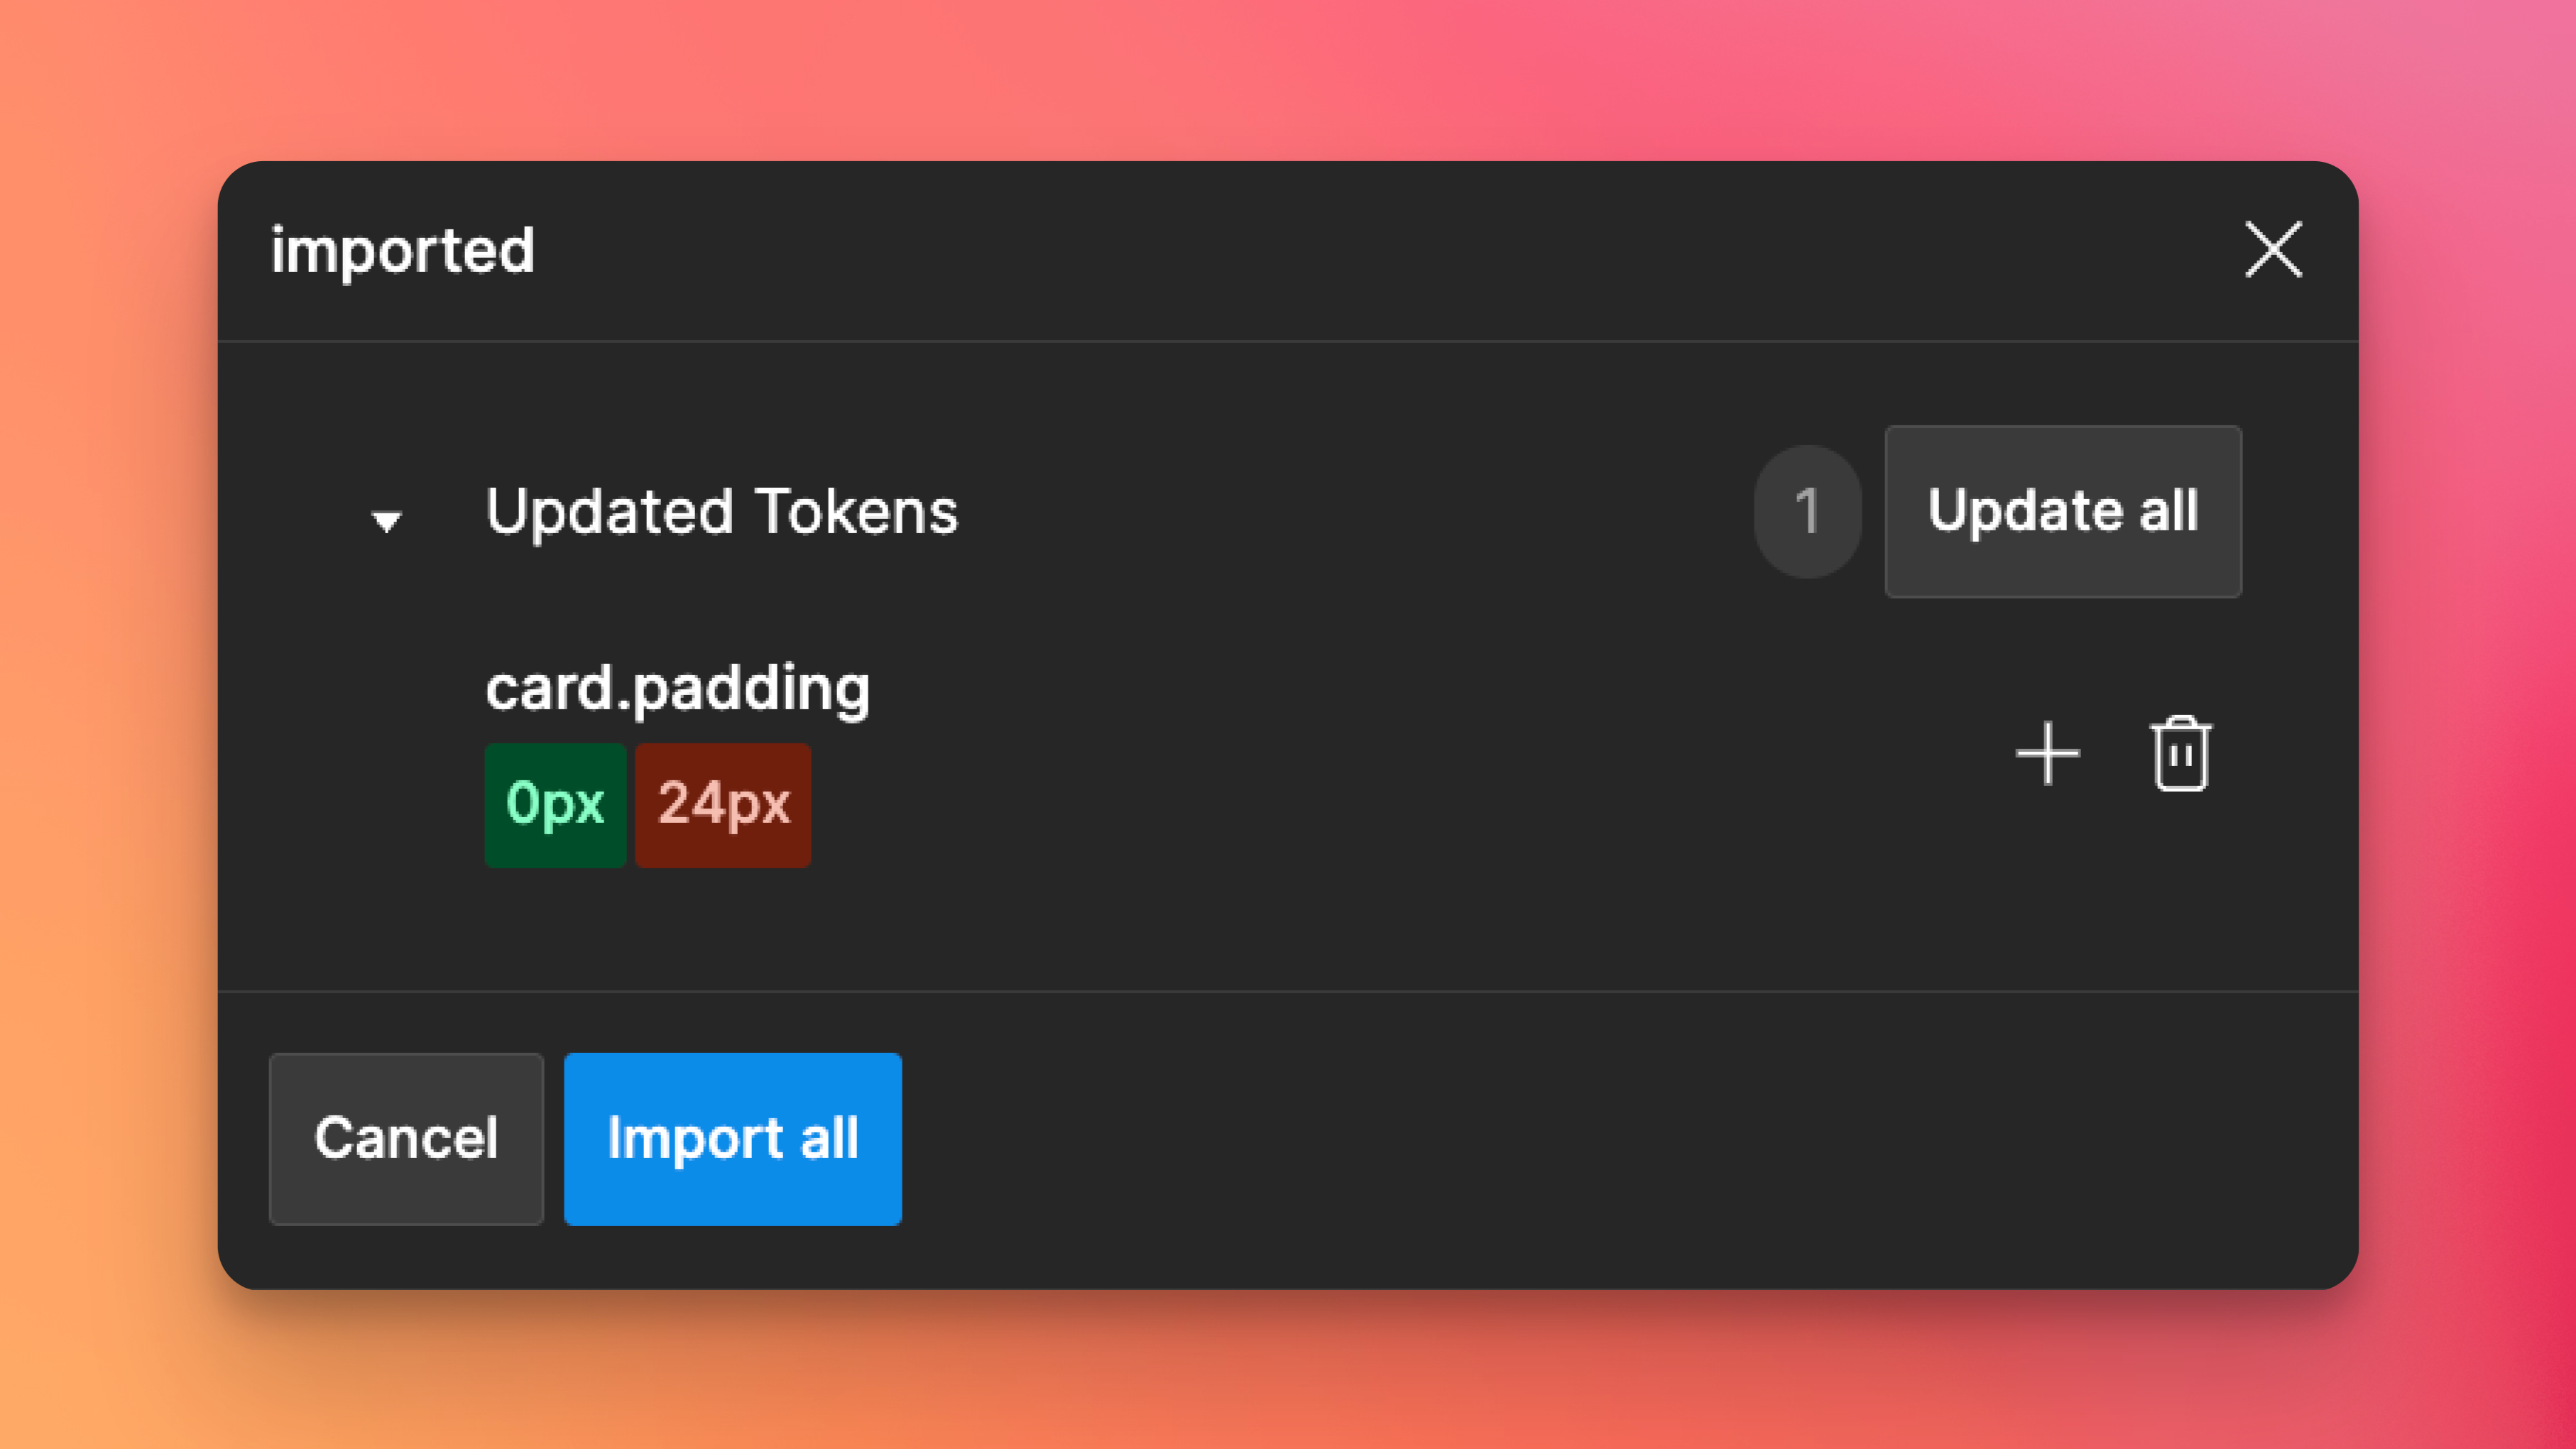 imported
Updated Tokens 1 Update all
card.padding
0px 24px
Cancel Import all